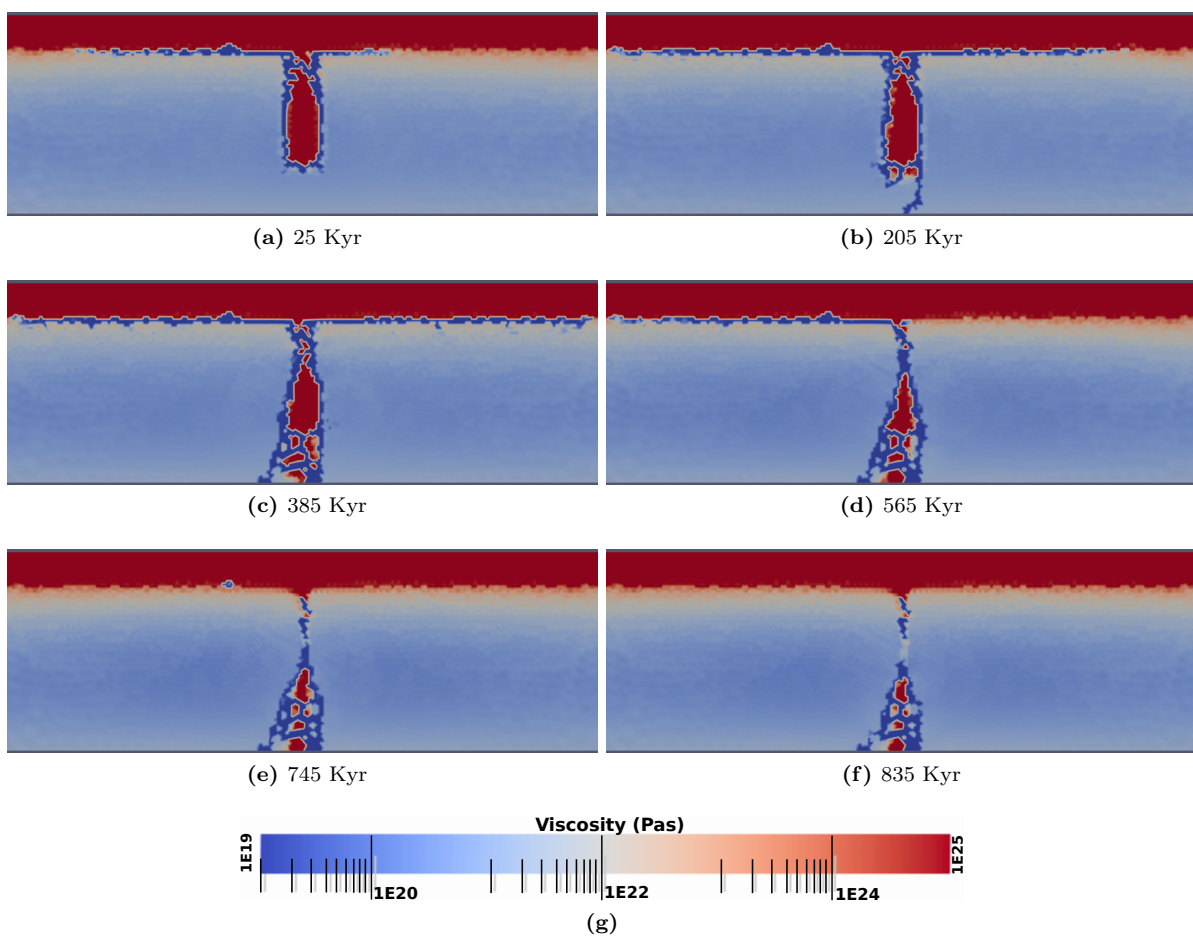 (a) 25 Kyr
(b) 205 Kyr
(c) 385 Kyr
(d) 565 Kyr
(e) 745 Kyr
(f) 835 Kyr
Viscosity (Pas)
1E19
1E25
1E20
1E22
1E24
(g)